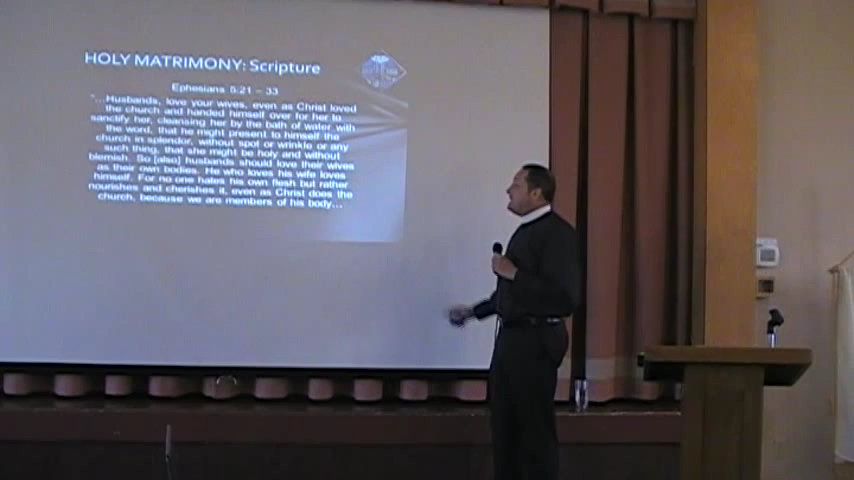 HOLY MATRIMONY: Scripture
Ephesians 5:21 – 33
"...Husbands, love your wives, even as Christ loved
the church and handed himself over for her to
sanctify her, cleansing her by the bath of water with
the word, that he might present to himself the
church in splendor, without spot or wrinkle or any
such thing, that she might be holy and without
blemish. So [also] husbands should love their wives
as their own bodies. He who loves his wife loves
himself. For no one hates his own flesh but rather
nourishes and cherishes it, even as Christ does the
church, because we are members of his body...